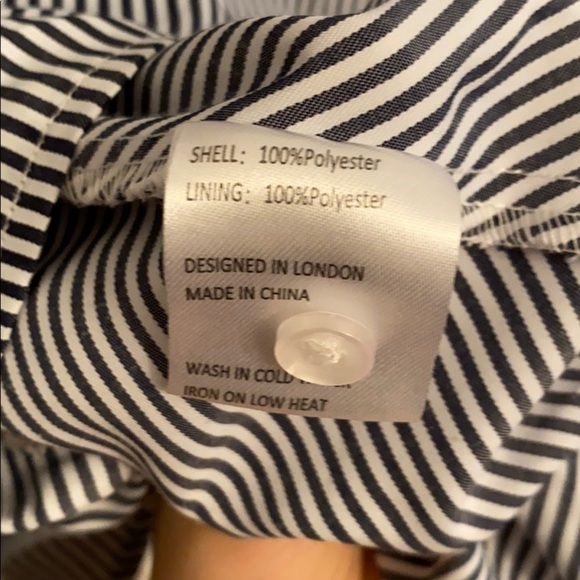 SHELL: 100%Polyester
LINING: 100%Polyester
DESIGNED IN LONDON
MADE IN CHINA
WASH IN COLD
IRON ON LOW HEAT